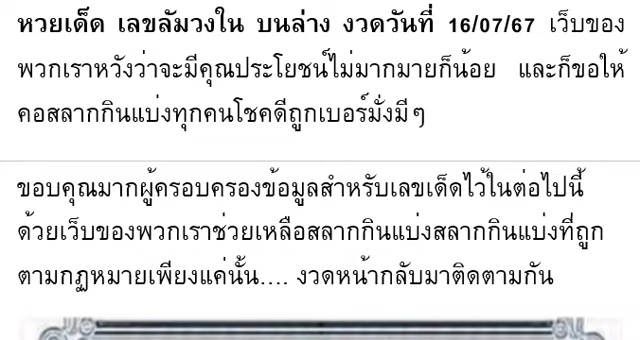 หวยเด็ด เลขลัมวงใน บนล่าง งวดวันที่ 16/07/67 เว็บของ
พวกเราหวังว่าจะมีคุณประโยชน์ไม่มากมายก็น้อย และก็ขอให้
คอสลากกินแบ่งทุกคนโชคดีถูกเบอร์มั่งมีๆ
ขอบคุณมากผู้ครอบครองข้อมูลสำหรับเลขเด็ดไว้ในต่อไปนี้
ด้วยเว็บของพวกเราช่วยเหลือสลากกินแบ่งสลากกินแบ่งที่ถูก
ตามกฏหมายเพียงแค่นั้น.... งวดหน้ากลับมาติดตามกัน